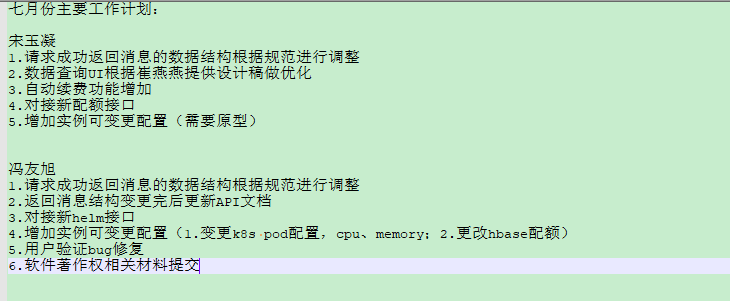 七月份主要工作计划：
宋玉凝
1.请求成功返回消息的数据结构根据规范进行调整
2.数据查询UI根据崔燕燕提供设计稿做优化
3.自动续费功能增加
4.对接新配额接口
5.增加实例可变更配置（需要原型）
冯友旭
1.请求成功返回消息的数据结构根据规范进行调整
2.返回消息结构变更完后更新API文档
3.对接新helm接口
4.增加实例可变更配置（1.变更k8s pod配置，cpu、memory；2.更改hbase配额）
5.用户验证bug修复
6.软件著作权相关材料提交